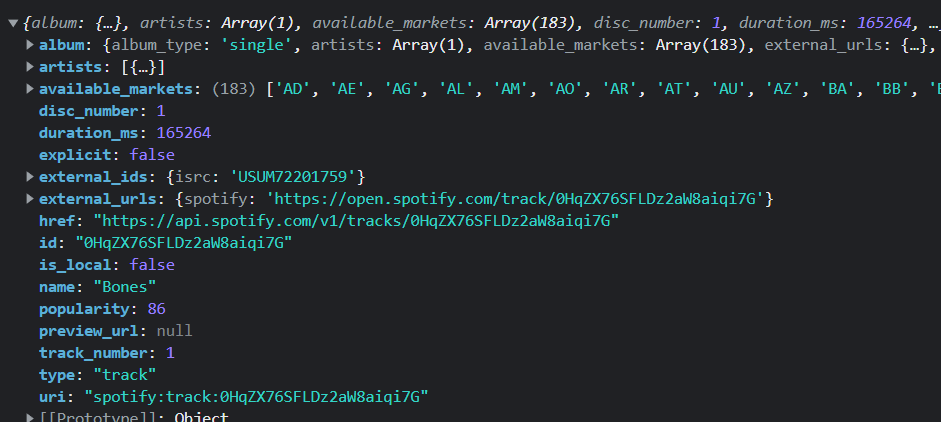 ▼{album: {…}, artists: Array(1), available_markets: Array(183), disc_number: 1, duration_ms: 165264, …
▶ album: {album_type: 'single', artists: Array(1), available_markets: Array(183), external_urls: {…},
▶ artists: [{…}]
▶ available_markets: (183) ['AD', 'AE', 'AG', 'AL', 'AM', 'AO', 'AR', 'AT', 'AU', 'AZ', 'BA', 'BB', '
disc_number: 1
duration_ms: 165264
explicit: false
▶ external_ids: {isrc: 'USUM72201759'}
▶ external_urls: {spotify: 'https://open.spotify.com/track/0HqZX76SFLDz2aW8aiqi7G'}
href: "https://api.spotify.com/v1/tracks/0HqZX76SFLDz2aW8aiqi7G"
id: "0HqZX76SFLDz2aW8aiqi7G"
is_local: false
name: "Bones"
popularity: 86
preview_url: null
track_number: 1
type: "track"
uri: "spotify:track:0HqZX76SFLDz2aW8aiqi7G"
▶ [[Prototype]]: Object